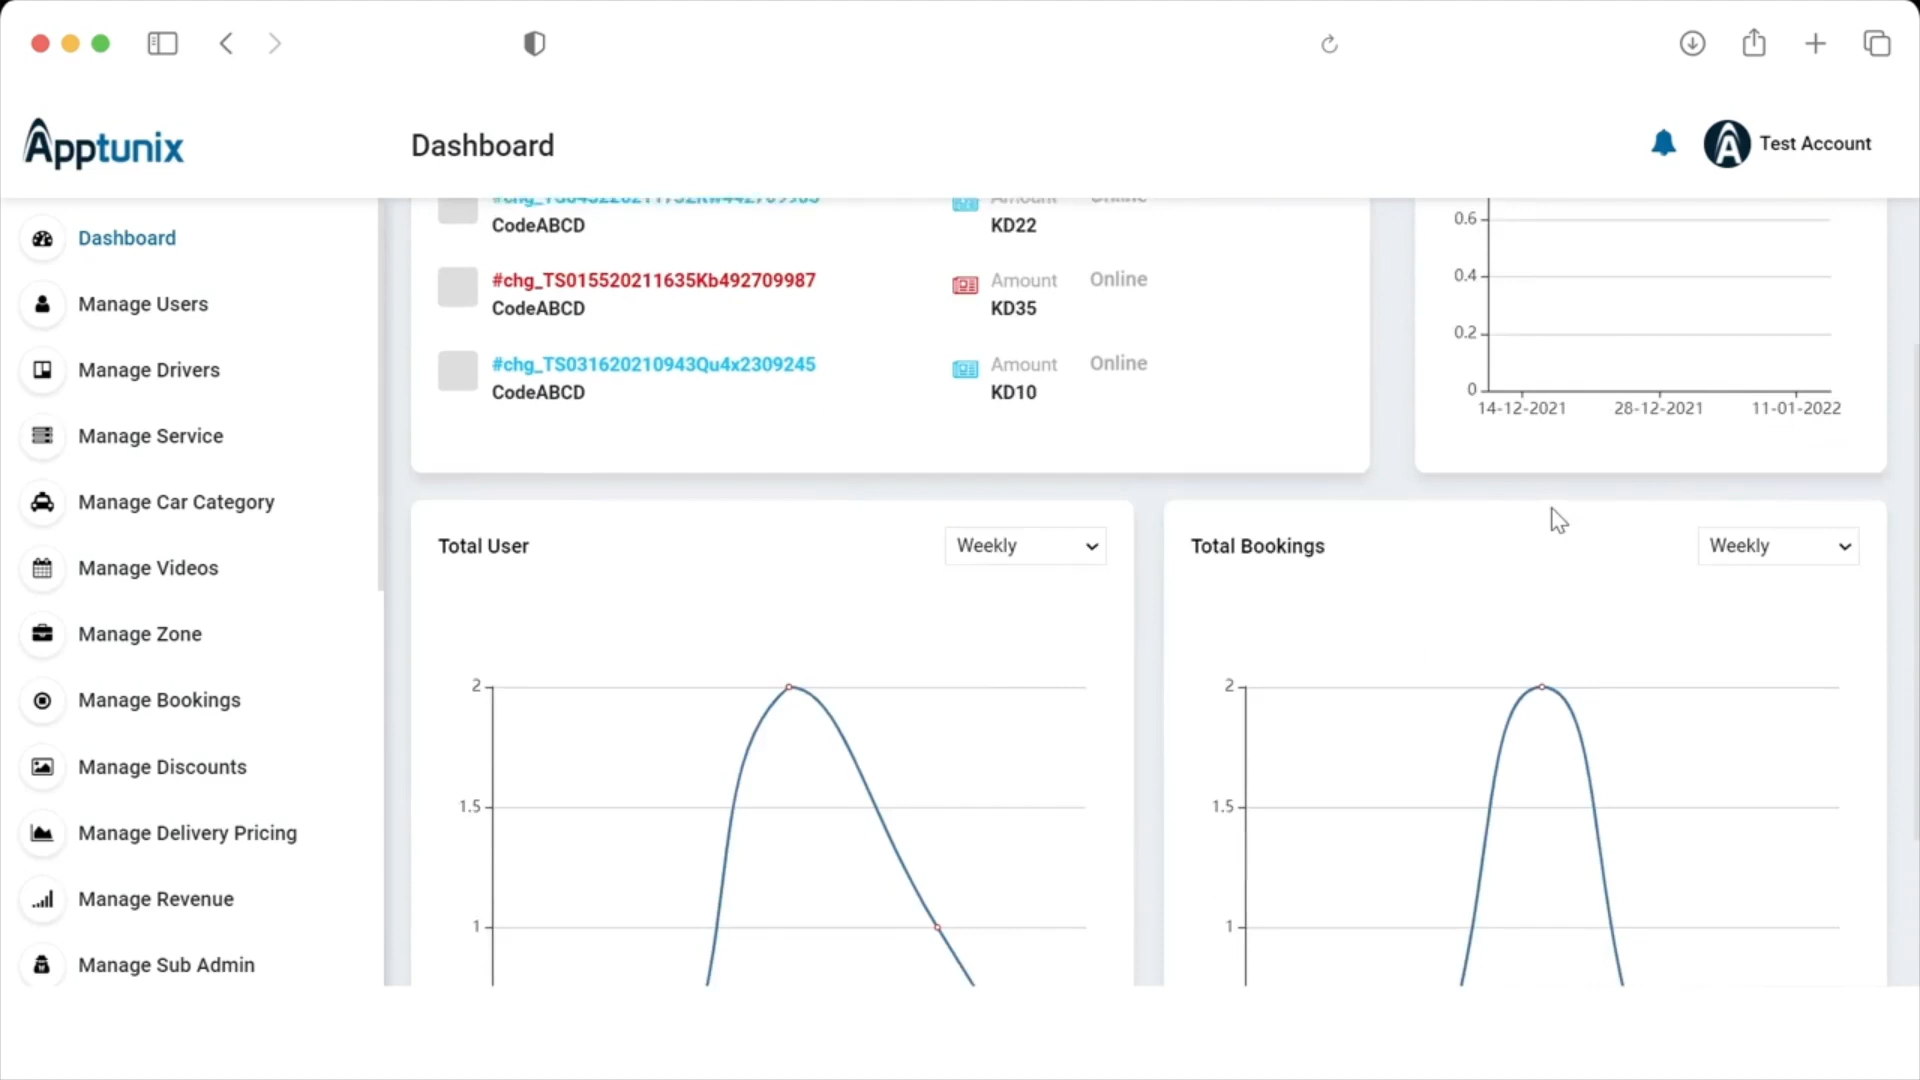 Apptunix
Dashboard
Test Account
Dashboard
Manage Users
Manage Drivers
Manage Service
Manage Car Category
Manage Videos
Manage Zone
Manage Bookings
Manage Discounts
Manage Delivery Pricing
Manage Revenue
Manage Sub Admin
Amount Online
CodeABCD KD22
#chg_TS015520211635Kb492709987 Amount Online
CodeABCD KD35
#chg_TS031620210943Qu4x2309245 Amount Online
CodeABCD KD10
0.6
0.4
0.2
0
14-12-2021 28-12-2021 11-01-2022
Total User Weekly
2
1.5
1
Total Bookings Weekly
2
1.5
1